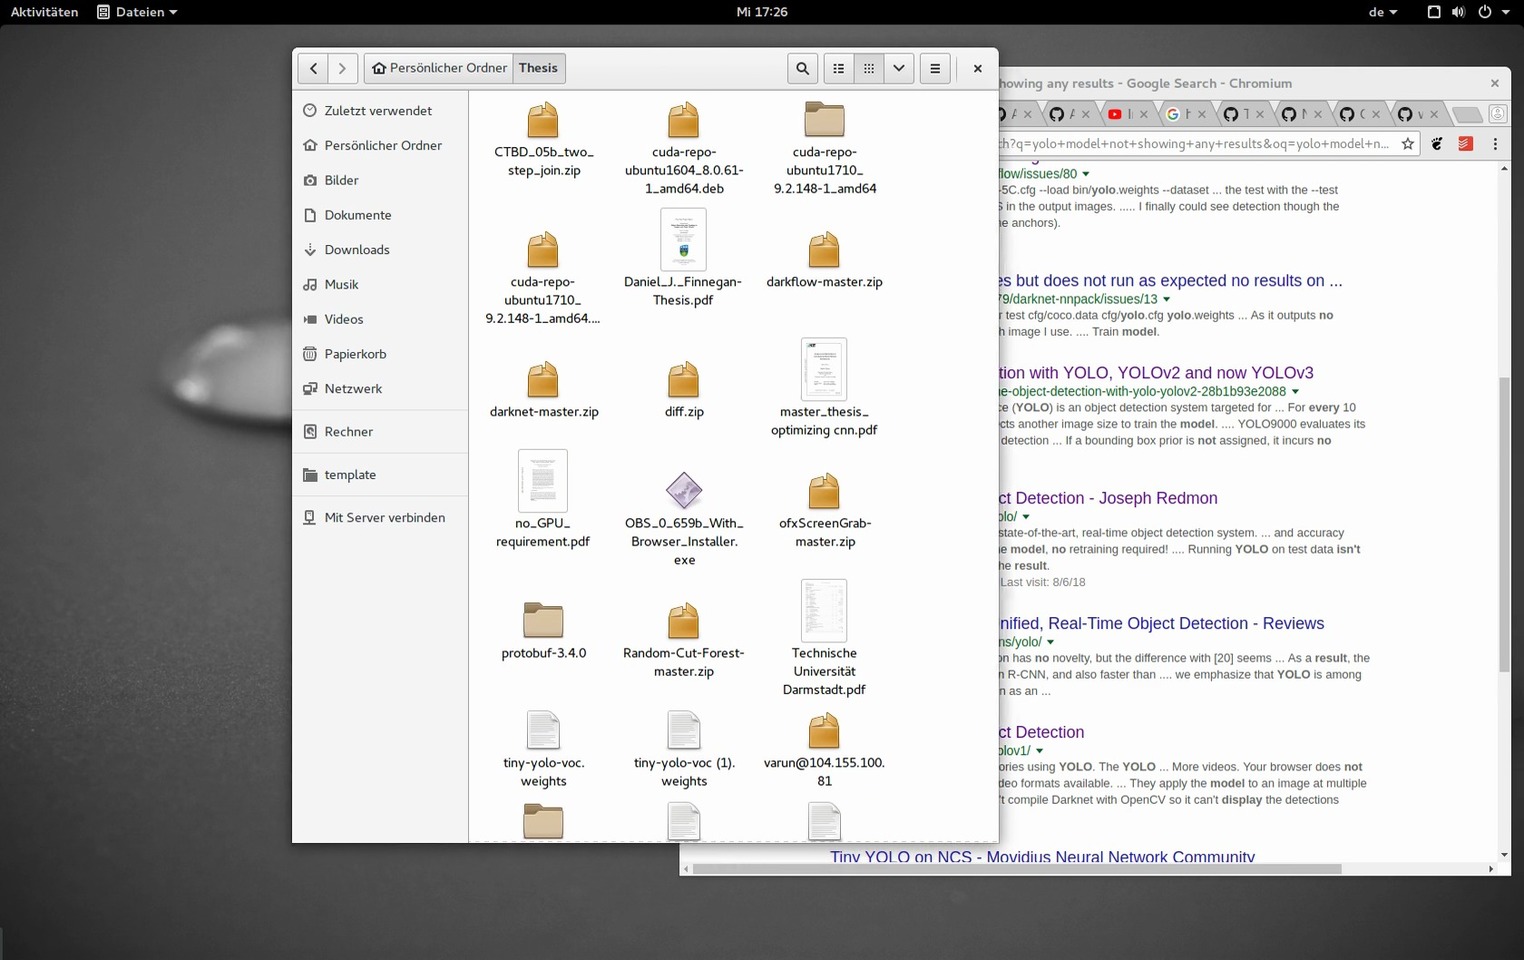 Aktivitäten
Dateien
Mi 17:26
de
Persönlicher Ordner
Thesis
Zuletzt verwendet
Persönlicher Ordner
Bilder
Dokumente
Downloads
Musik
Videos
Papierkorb
Netzwerk
Rechner
template
Mit Server verbinden
CTBD_05b_two_
step_join.zip
cuda-repo-
ubuntu1604_8.0.61-
1_amd64.deb
cuda-repo-
ubuntu1710_
9.2.148-1_amd64
cuda-repo-
ubuntu1710_
9.2.148-1_amd64....
Daniel_J._Finnegan-
Thesis.pdf
darkflow-master.zip
darknet-master.zip
diff.zip
master_thesis_
optimizing cnn.pdf
no_GPU_
requirement.pdf
OBS_0_659b_With_
Browser_Installer.
exe
ofxScreenGrab-
master.zip
protobuf-3.4.0
Random-Cut-Forest-
master.zip
Technische
Universität
Darmstadt.pdf
tiny-yolo-voc.
weights
tiny-yolo-voc (1).
weights
varun@104.155.100.
81
howing any results - Google Search - Chromium
ch?q=yolo+model+not+showing+any+results&oq=yolo+model+n...
flow/issues/80
-5C.cfg --load bin/yolo.weights --dataset ... the test with the --test
S in the output images. ..... I finally could see detection though the
e anchors).
es but does not run as expected no results on ...
79/darknet-nnpack/issues/13
r test cfg/coco.data cfg/yolo.cfg yolo.weights ... As it outputs no
h image I use. .... Train model.
tion with YOLO, YOLOv2 and now YOLOv3
ne-object-detection-with-yolo-yolov2-28b1b93e2088
ce (YOLO) is an object detection system targeted for ... For every 10
cts another image size to train the model. .... YOLO9000 evaluates its
detection ... If a bounding box prior is not assigned, it incurs no
ct Detection - Joseph Redmon
olo/
state-of-the-art, real-time object detection system. ... and accuracy
e model, no retraining required! .... Running YOLO on test data isn't
he result.
Last visit: 8/6/18
nified, Real-Time Object Detection - Reviews
ns/yolo/
on has no novelty, but the difference with [20] seems ... As a result, the
n R-CNN, and also faster than .... we emphasize that YOLO is among
n as an ...
ct Detection
olov1/
ories using YOLO. The YOLO ... More videos. Your browser does not
deo formats available. ... They apply the model to an image at multiple
't compile Darknet with OpenCV so it can't display the detections
Tiny YOLO on NCS - Movidius Neural Network Community